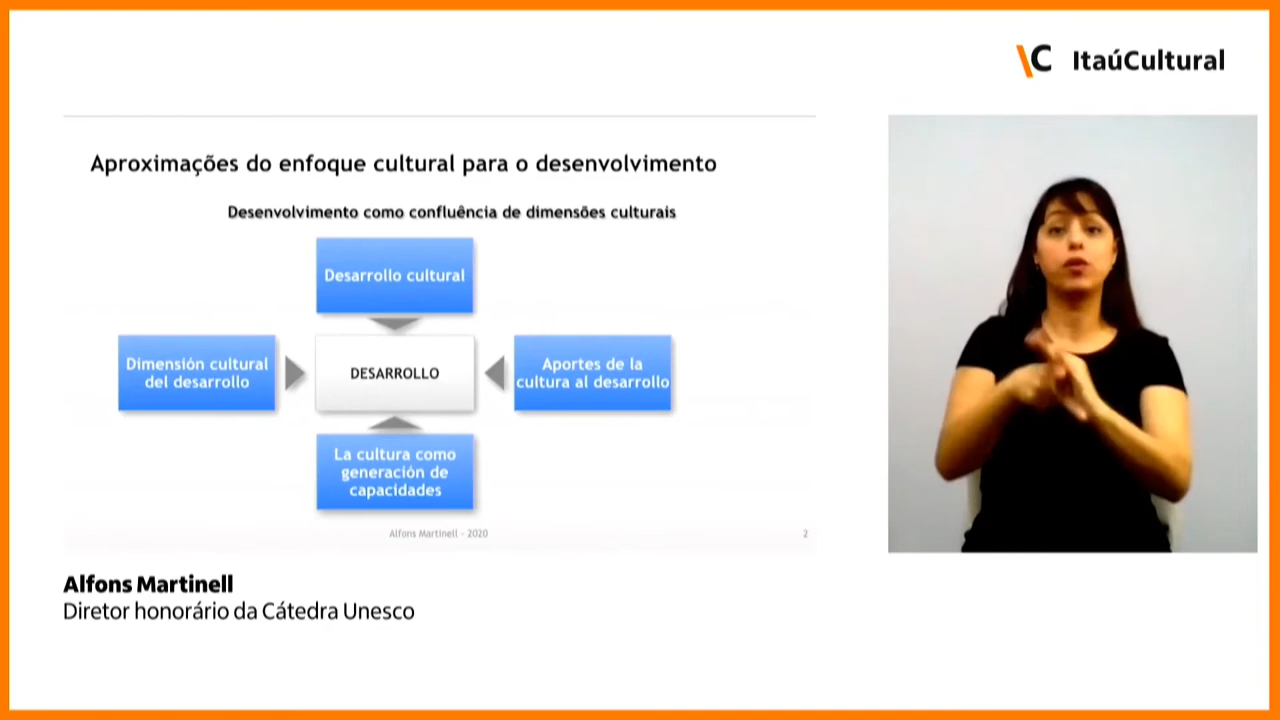 \C ItaúCultural
Aproximações do enfoque cultural para o desenvolvimento
Desenvolvimento como confluência de dimensões culturais
Desarrollo cultural
Dimensión cultural
del desarrollo
DESARROLLO
Aportes de la
cultura al desarrollo
La cultura como
generación de
capacidades
Alfons Martinell - 2020
2
Alfons Martinell
Diretor honorário da Cátedra Unesco